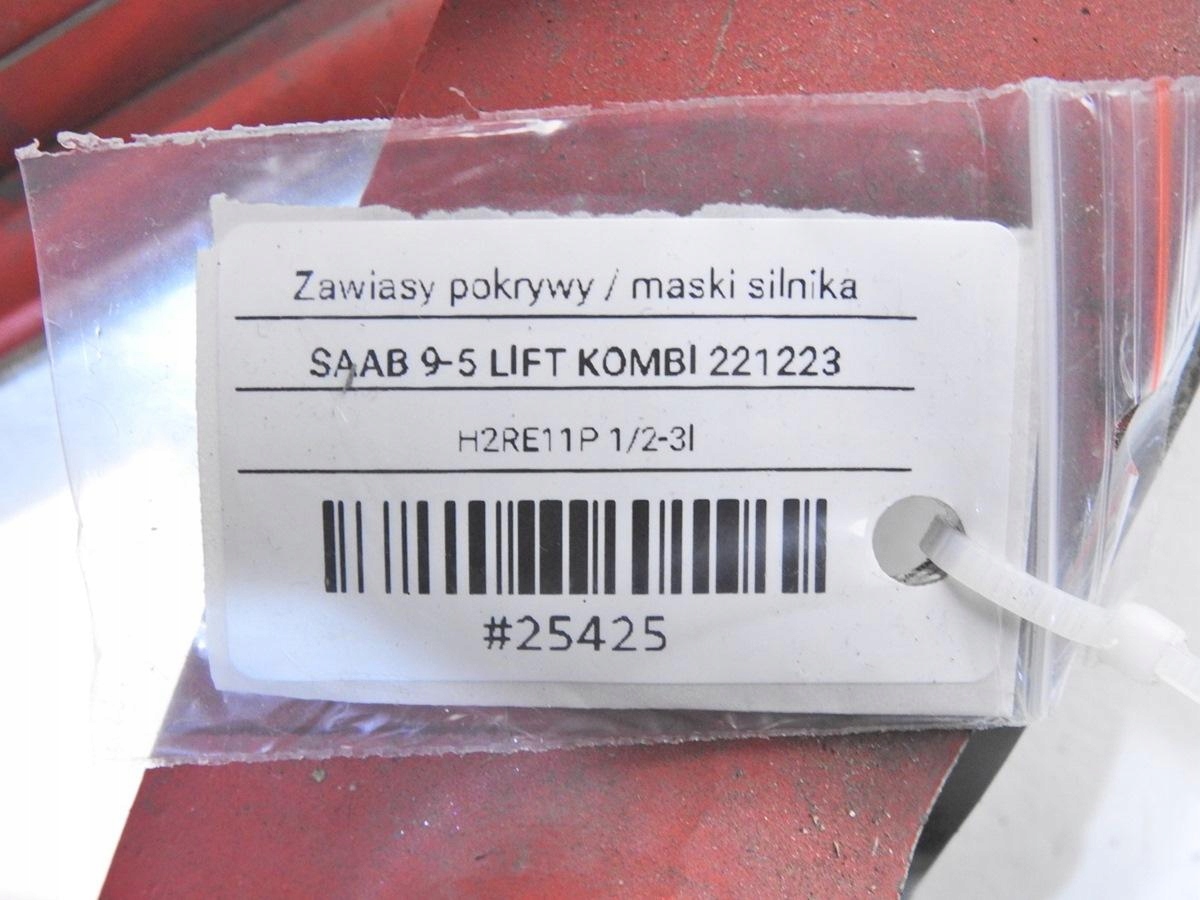 Zawiasy pokrywy / maski silnika
SAAB 9-5 LIFT KOMBI 221223
H2RE11P 1/2-3l
#25425